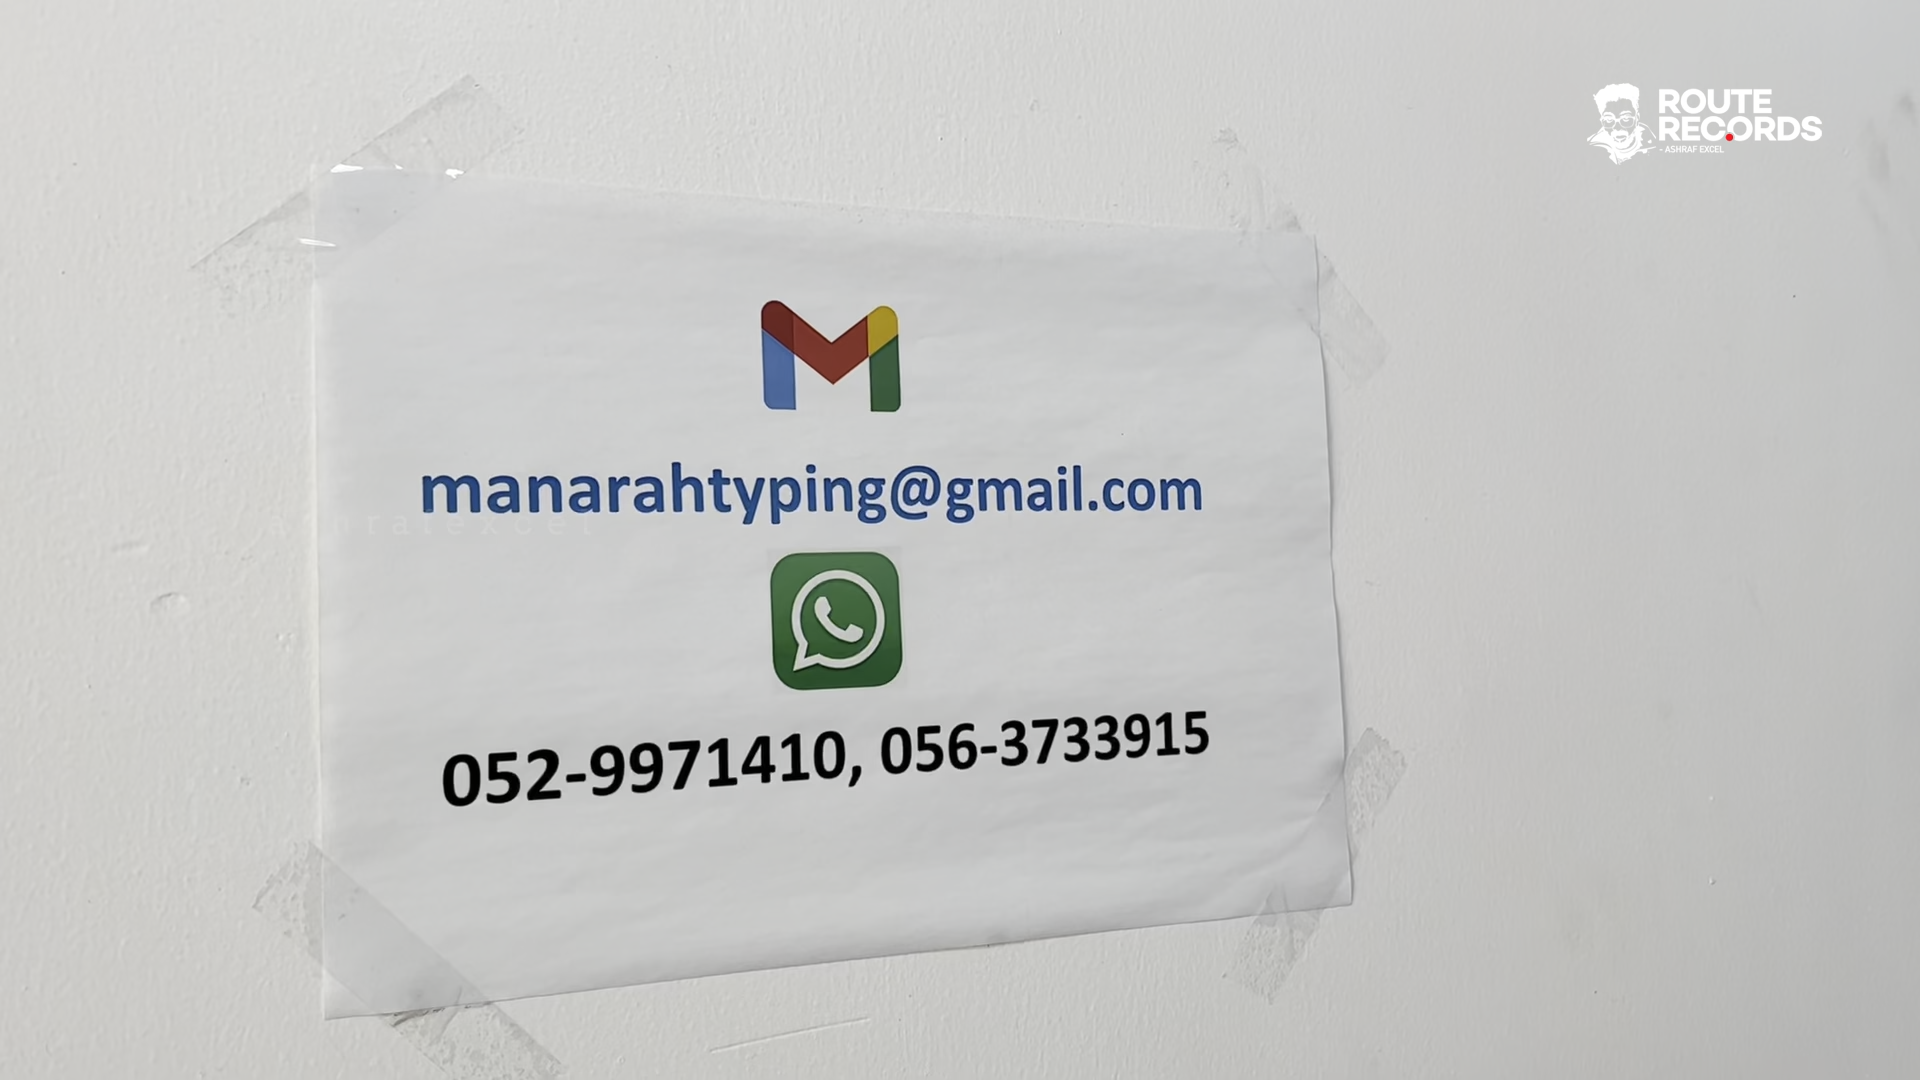 ROUTE
RECORDS
- ASHRAF EXCEL
manarahtyping@gmail.com
052-9971410, 056-3733915